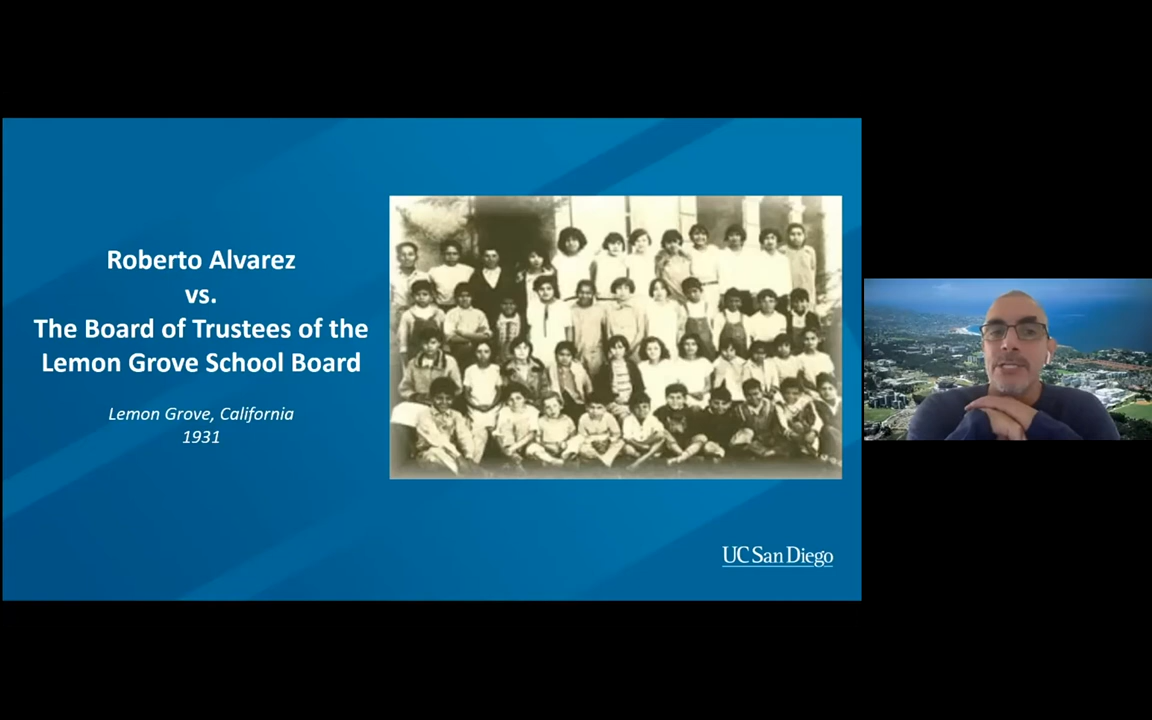 Roberto Alvarez
vs.
The Board of Trustees of the
Lemon Grove School Board
Lemon Grove, California
1931
UC San Diego